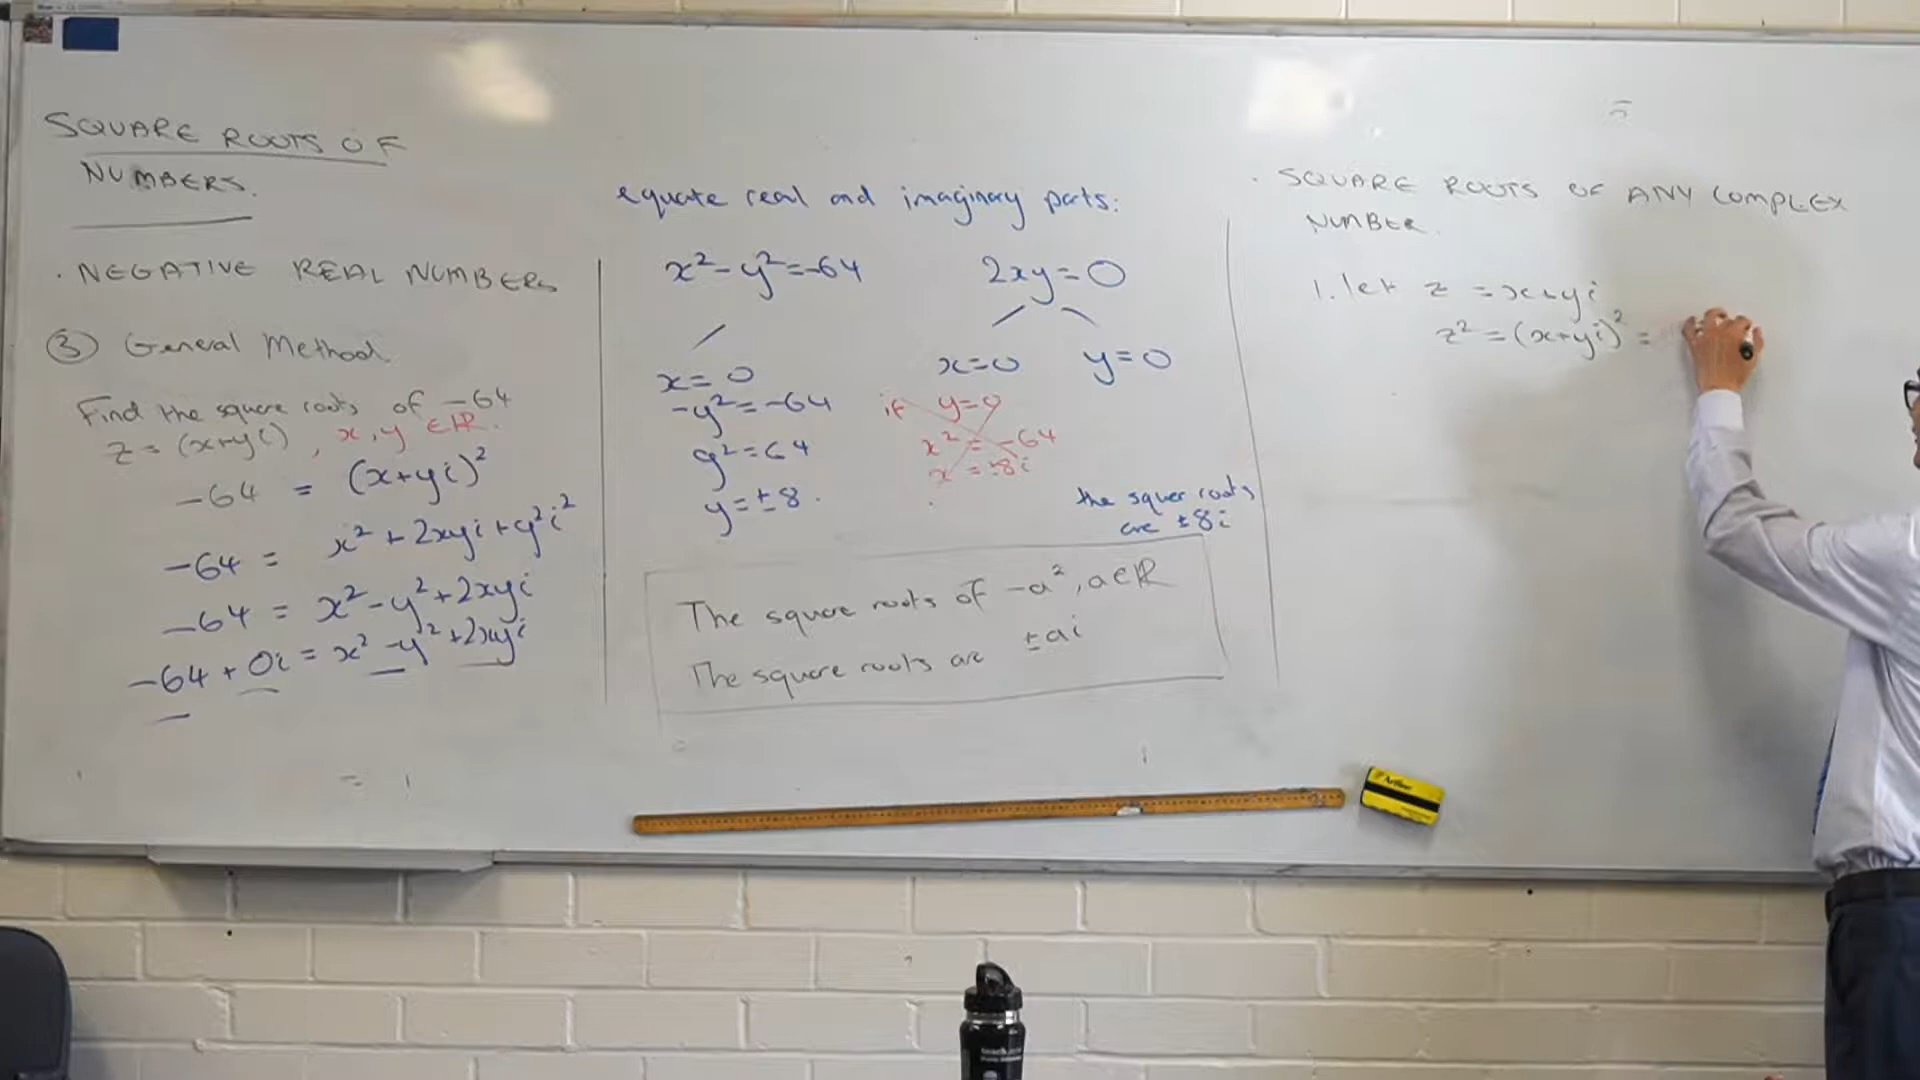 SQUARE ROOTS OF
NUMBERS.
· NEGATIVE REAL NUMBERS
③ General Method.
Find the square roots of -64
z = (x+yi) , x, y ∈ ℝ.
-64 = (x+yi)²
-64 = x² + 2xyi + y²i²
-64 = x² - y² + 2xyi
-64 + 0i = x² - y² + 2xyi
equate real and imaginary parts:
x² - y² = -64
2xy = 0
x = 0
-y² = -64
y² = 64
y = ± 8.
x = 0 y = 0
if y = 0
x² = -64
x = ±8i
the squer roots
are ±8i
The square roots of -a², a∈ℝ
The square roots are ±ai
· SQUARE ROOTS OF ANY COMPLEX
NUMBER.
1. let z = x+yi
z² = (x+yi)² =